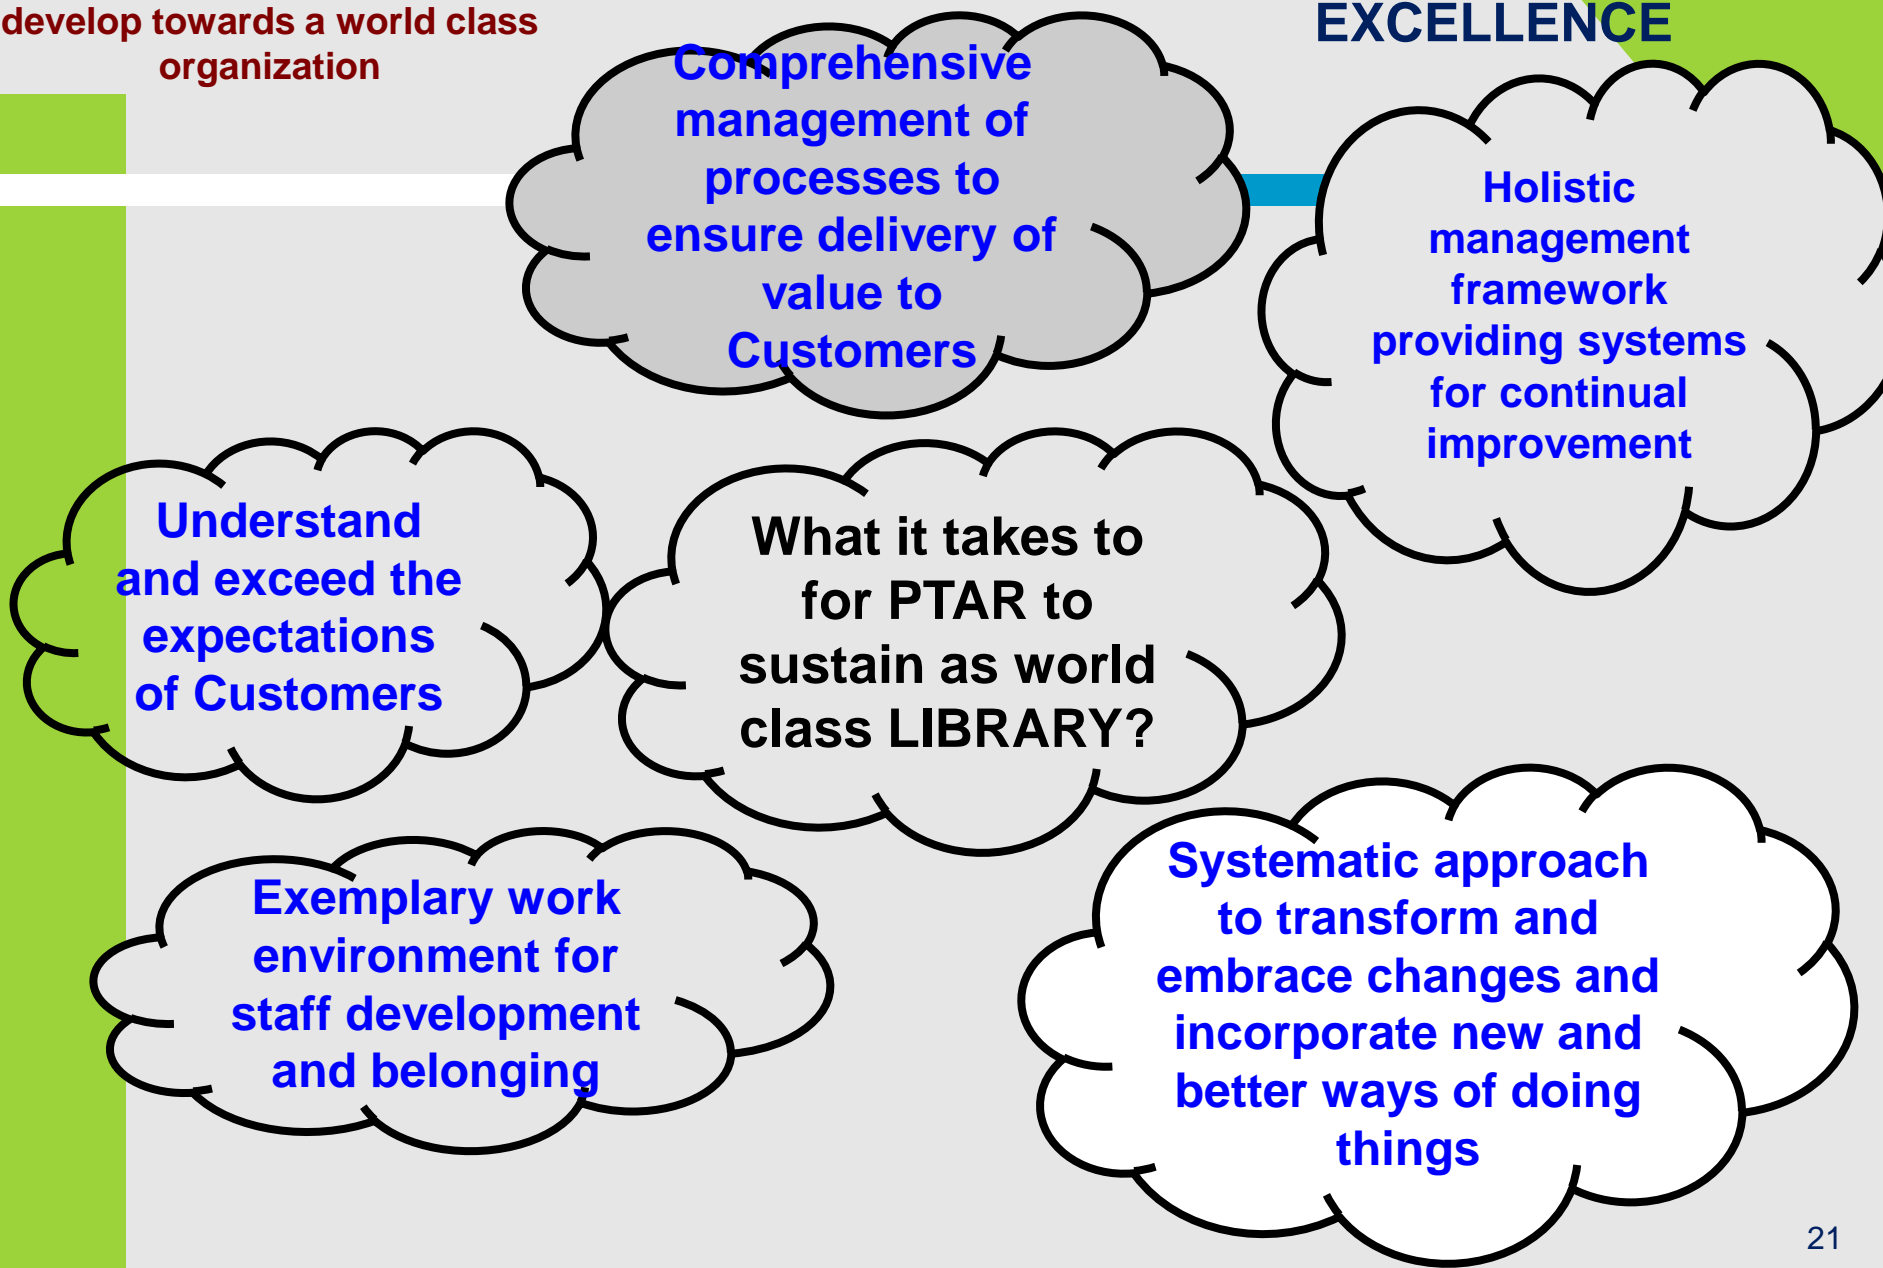 develop towards a world class
organization
EXCELLENCE
Comprehensive
management of
processes to
ensure delivery of
value to
Customers
Holistic
management
framework
providing systems
for continual
improvement
Understand
and exceed the
expectations
of Customers
What it takes to
for PTAR to
sustain as world
class LIBRARY?
Exemplary work
environment for
staff development
and belonging
Systematic approach
to transform and
embrace changes and
incorporate new and
better ways of doing
things
21